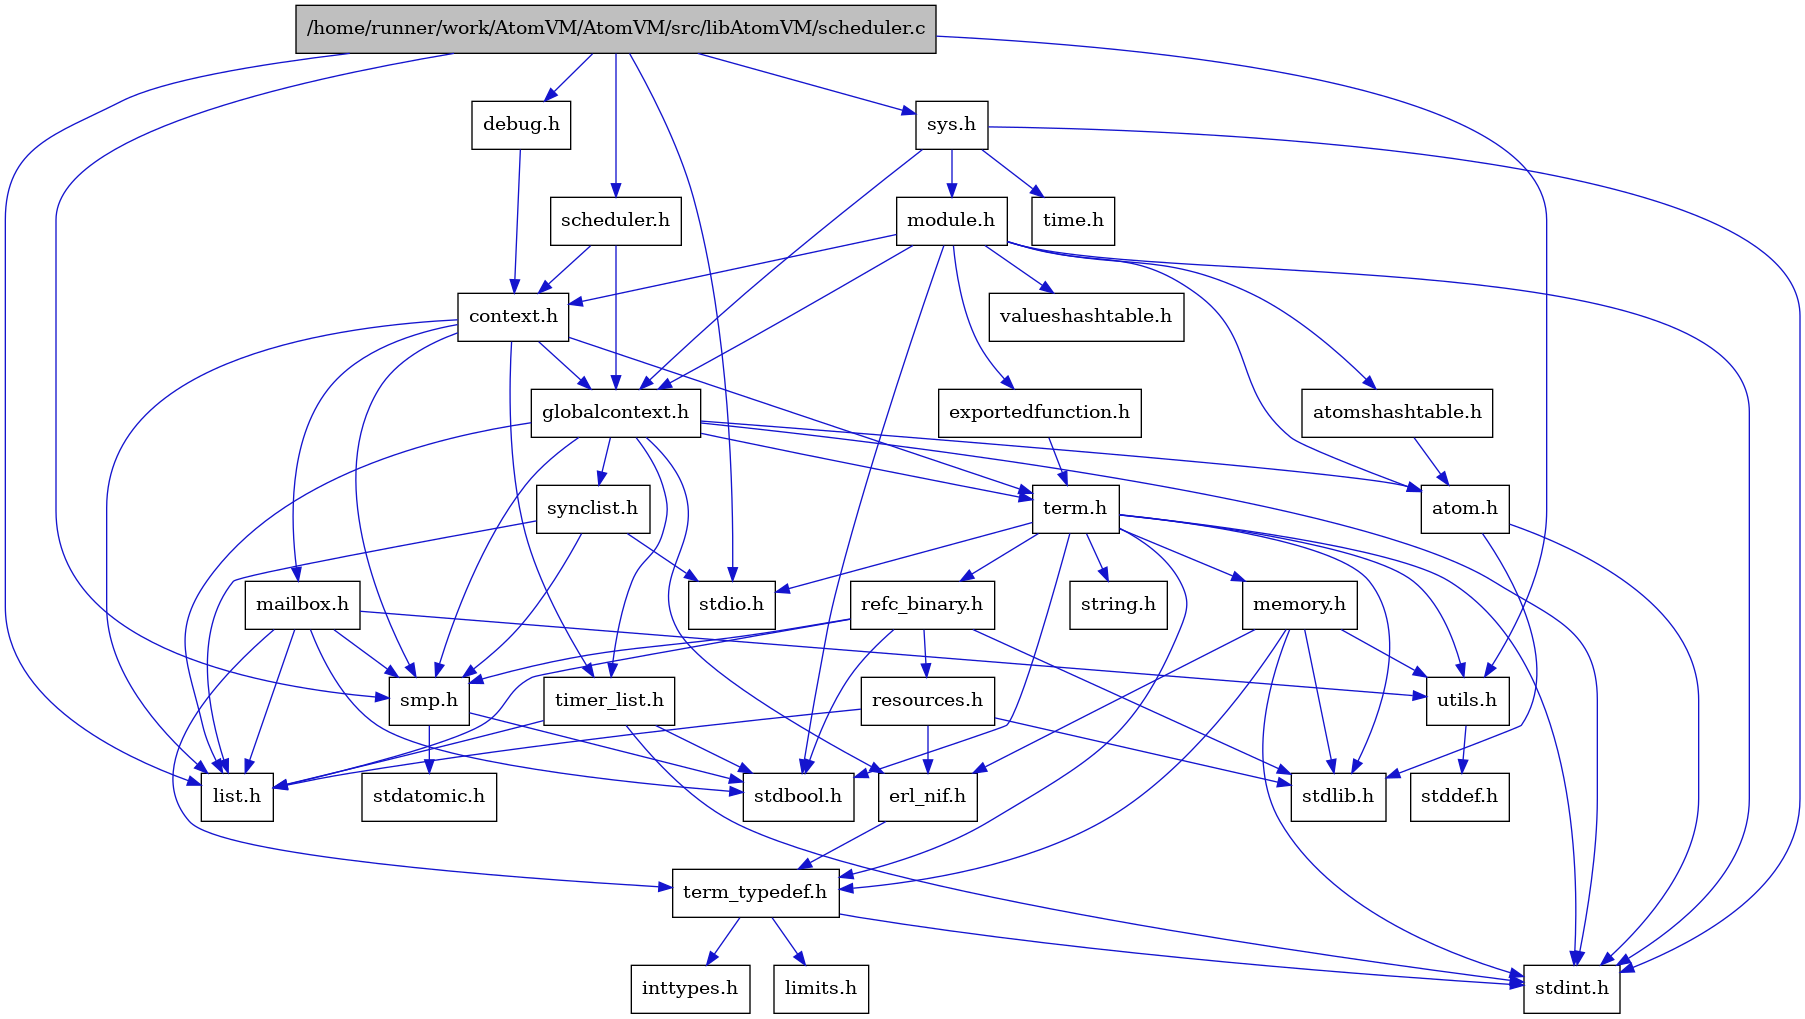 /home/runner/work/AtomVM/AtomVM/src/libAtomVM/scheduler.c
debug.h
sys.h
scheduler.h
module.h
time.h
context.h
valueshashtable.h
globalcontext.h
exportedfunction.h
atomshashtable.h
synclist.h
term.h
atom.h
mailbox.h
stdio.h
refc_binary.h
string.h
memory.h
smp.h
timer_list.h
resources.h
utils.h
list.h
stdatomic.h
stdbool.h
erl_nif.h
stdlib.h
stddef.h
term_typedef.h
inttypes.h
limits.h
stdint.h